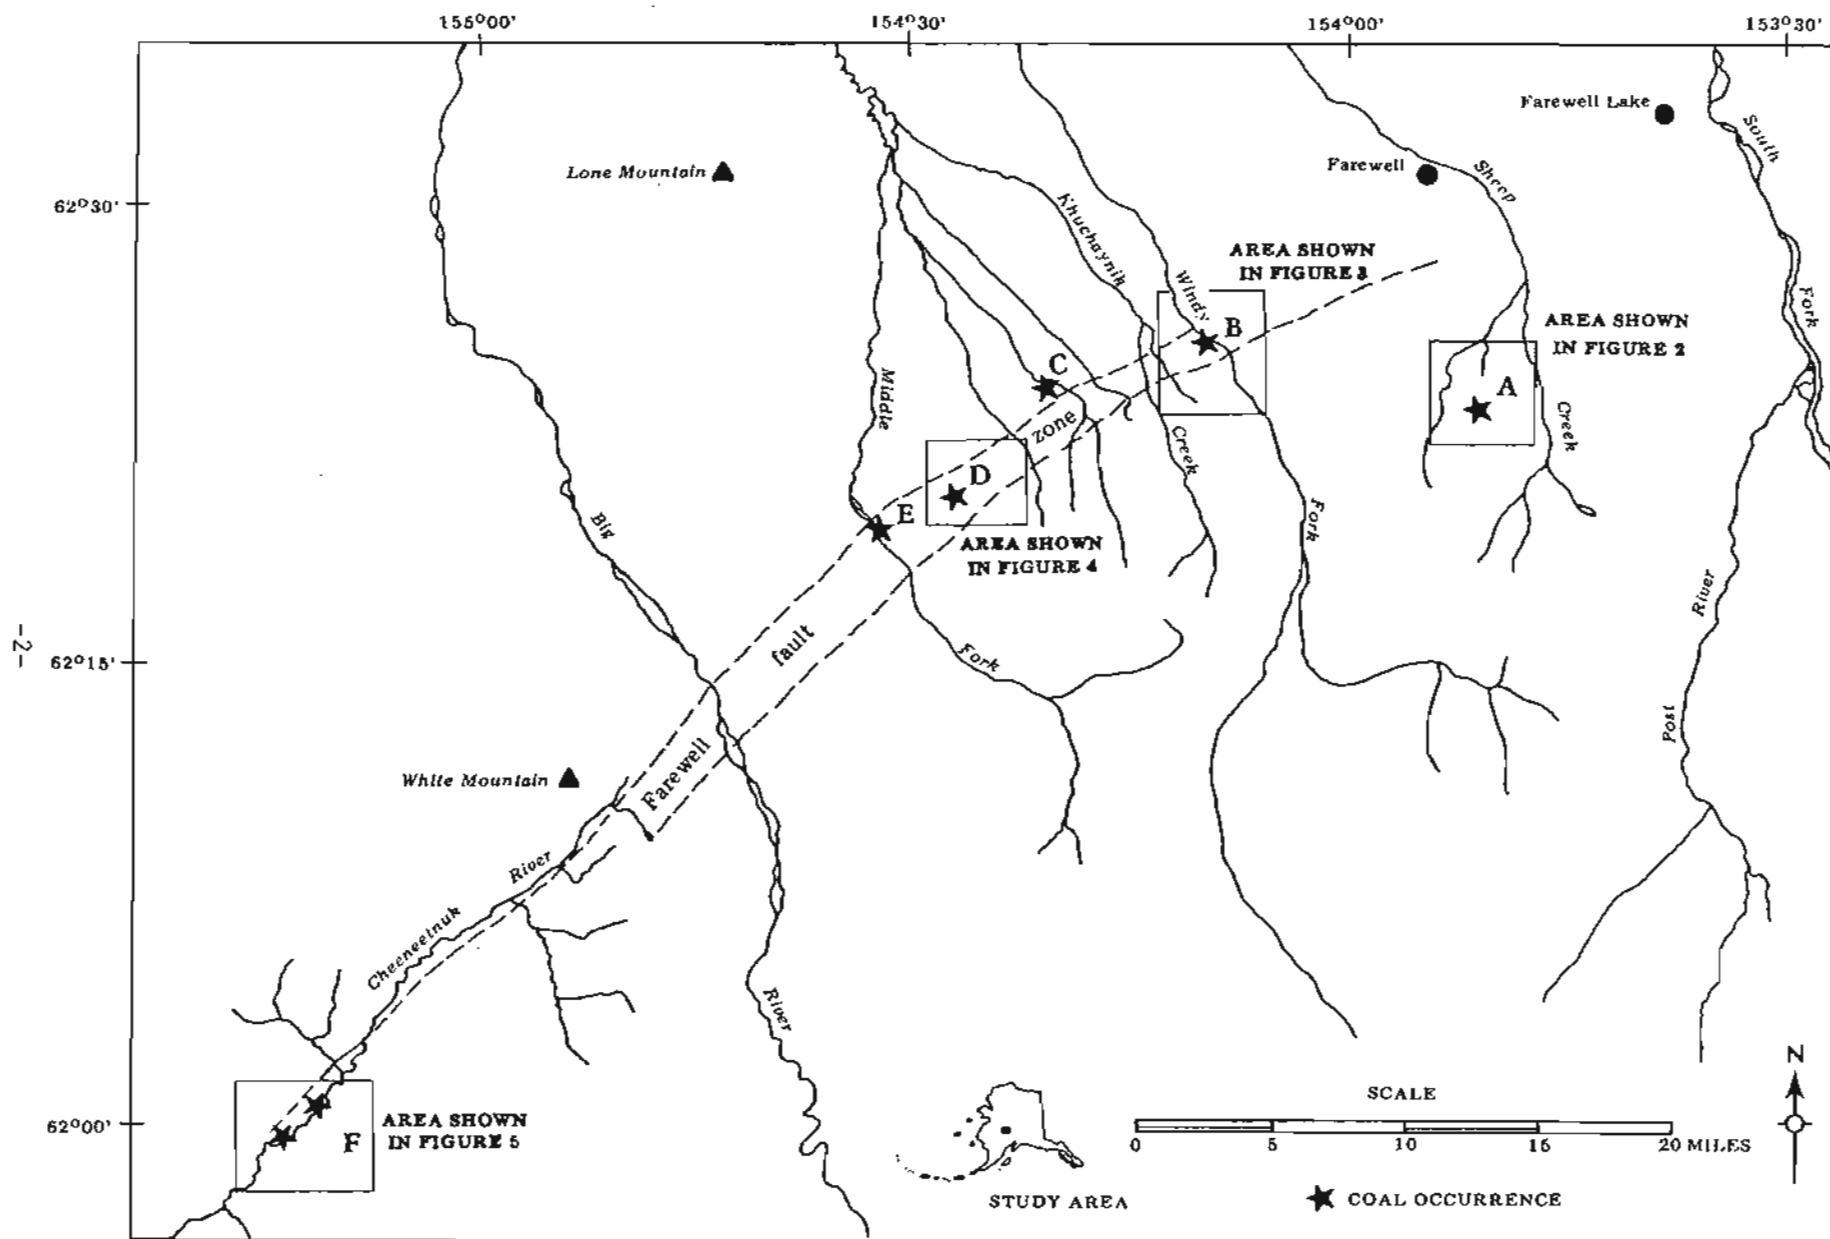 155°00'
154°30'
154°00'
153°30'
Farewell Lake
South
Lone Mountain
Farewell
Sheep
62°30'
Khuchaynik
AREA SHOWN
IN FIGURE 3
Windy
Fork
B
AREA SHOWN
IN FIGURE 2
C
Middle
A
zone
Creek
Creek
D
E
Big
Fork
AREA SHOWN
IN FIGURE 4
River
-2-
62°15'
fault
Fork
Post
Farewell
White Mountain
River
Cheeneetnuk
River
N
SCALE
62°00'
AREA SHOWN
IN FIGURE 5
F
0 5 10 15 20 MILES
STUDY AREA
COAL OCCURRENCE